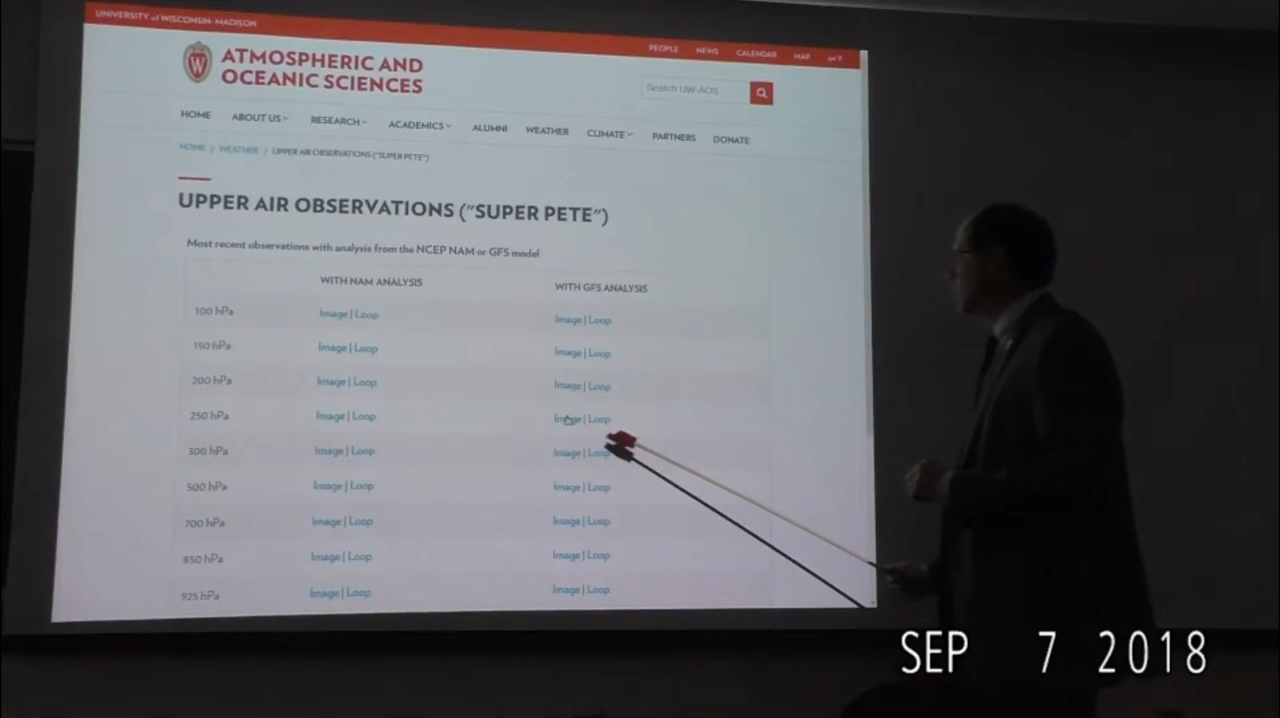 UNIVERSITY of WISCONSIN-MADISON
PEOPLE NEWS CALENDAR MAP
ATMOSPHERIC AND
OCEANIC SCIENCES
Search UW-AOS
HOME ABOUT US RESEARCH ACADEMICS ALUMNI WEATHER CLIMATE PARTNERS DONATE
HOME / WEATHER / UPPER AIR OBSERVATIONS ("SUPER PETE")
UPPER AIR OBSERVATIONS ("SUPER PETE")
Most recent observations with analysis from the NCEP NAM or GFS model
WITH NAM ANALYSIS WITH GFS ANALYSIS
100 hPa Image | Loop Image | Loop
150 hPa Image | Loop Image | Loop
200 hPa Image | Loop Image | Loop
250 hPa Image | Loop Image | Loop
300 hPa Image | Loop Image | Loop
500 hPa Image | Loop Image | Loop
700 hPa Image | Loop Image | Loop
850 hPa Image | Loop Image | Loop
925 hPa Image | Loop Image | Loop
SEP 7 2018